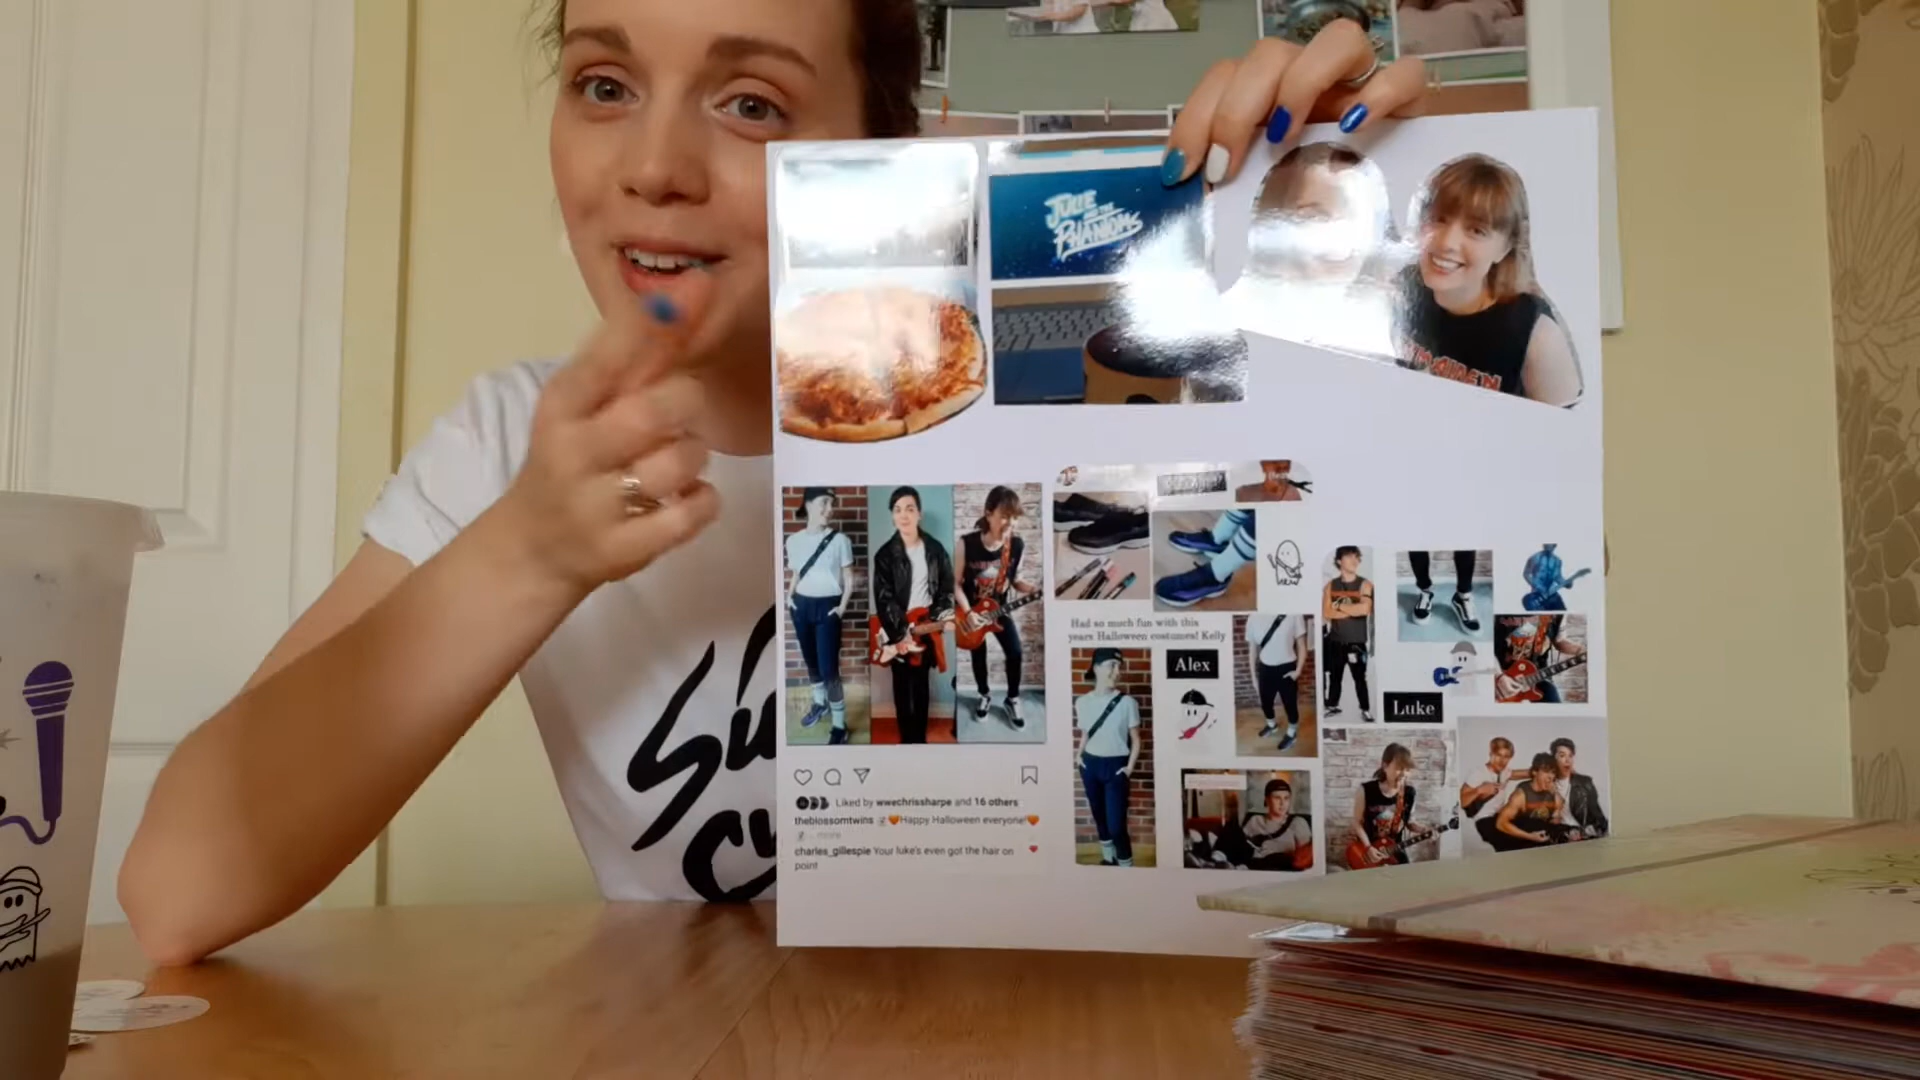 JULIE
AND THE
PHANTOMS
Had so much fun with this
years Halloween costumes! Kelly
Alex
Luke
Liked by wwechrissharpe and 16 others
theblossomtwins 🧡Happy Halloween everyone!🧡
... more
charles_gillespie Your luke's even got the hair on
point